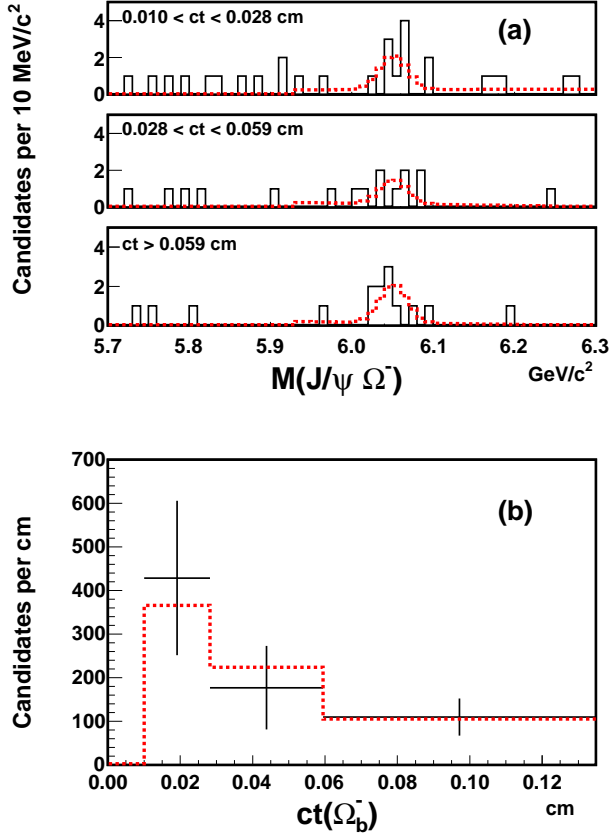 Candidates per 10 MeV/c²
0.010 < ct < 0.028 cm
(a)
4
2
0
0.028 < ct < 0.059 cm
4
2
0
ct > 0.059 cm
4
2
0
5.7 5.8 5.9 6.0 6.1 6.2 6.3
M(J/ψ Ω⁻)
GeV/c²
Candidates per cm
(b)
700
600
500
400
300
200
100
0
0.00 0.02 0.04 0.06 0.08 0.10 0.12
ct(Ω_b⁻)
cm